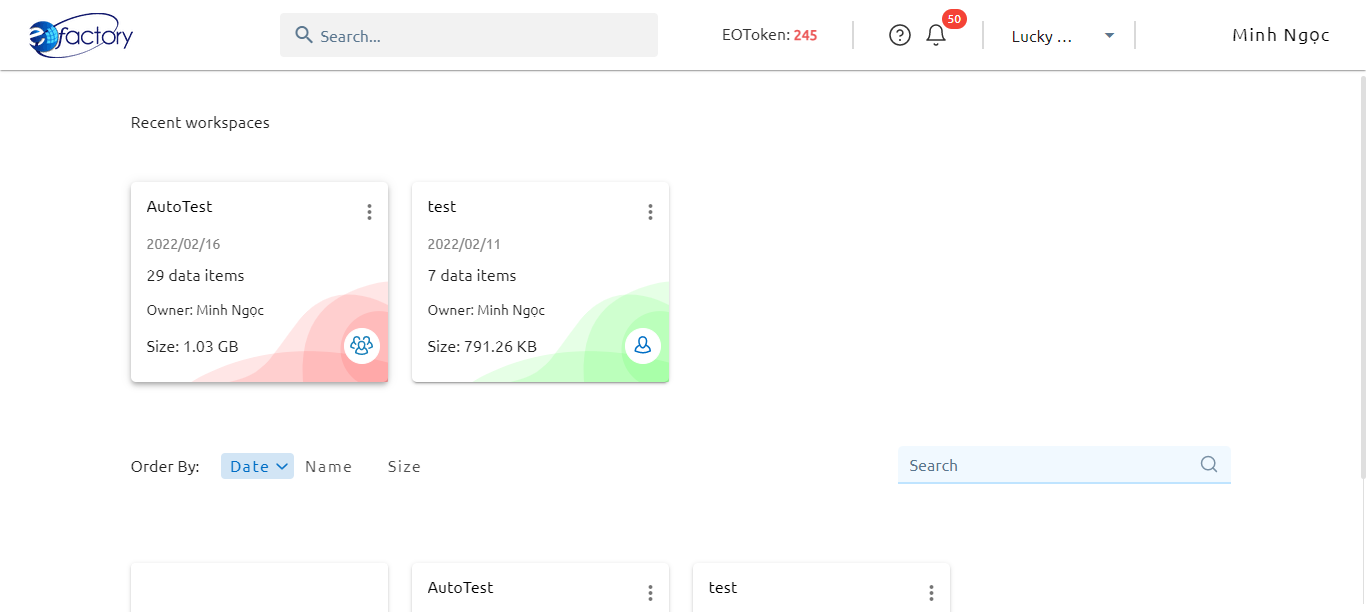 eofactory
Search...
EOToken: 245
50
Lucky ...
Minh Ngọc
Recent workspaces
AutoTest
2022/02/16
29 data items
Owner: Minh Ngọc
Size: 1.03 GB
test
2022/02/11
7 data items
Owner: Minh Ngọc
Size: 791.26 KB
Order By: Date Name Size
Search
AutoTest
test